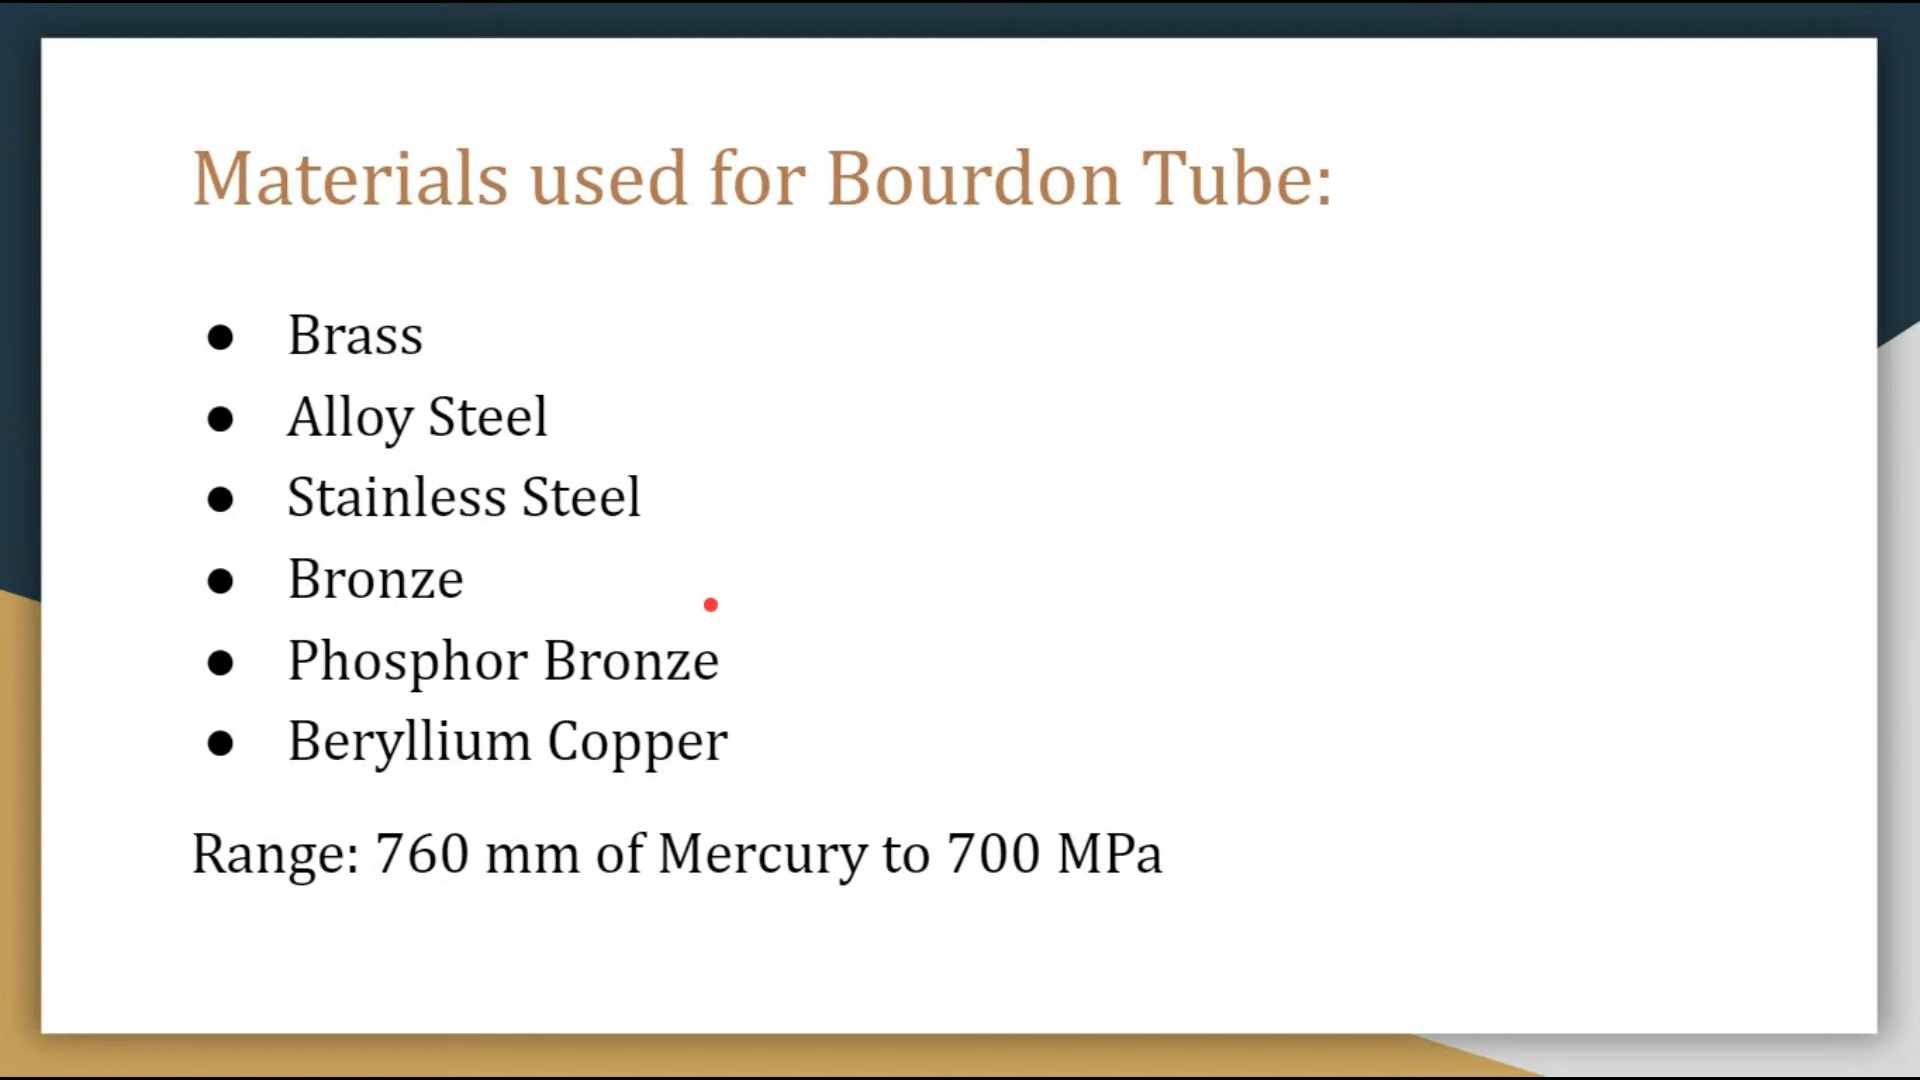 Materials used for Bourdon Tube:
● Brass
● Alloy Steel
● Stainless Steel
● Bronze
● Phosphor Bronze
● Beryllium Copper
Range: 760 mm of Mercury to 700 MPa